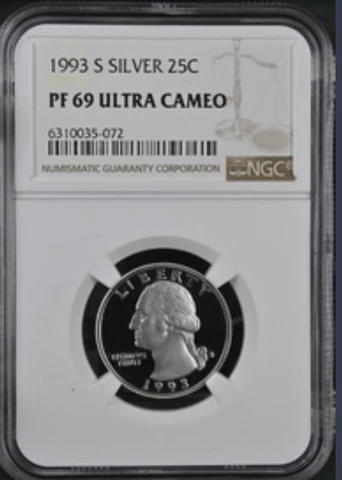 1993 S SILVER 25C
PF 69 ULTRA CAMEO
6310035-072
NUMISMATIC GUARANTY CORPORATION
NGC
LIBERTY
IN GOD WE
TRUST
S
1993